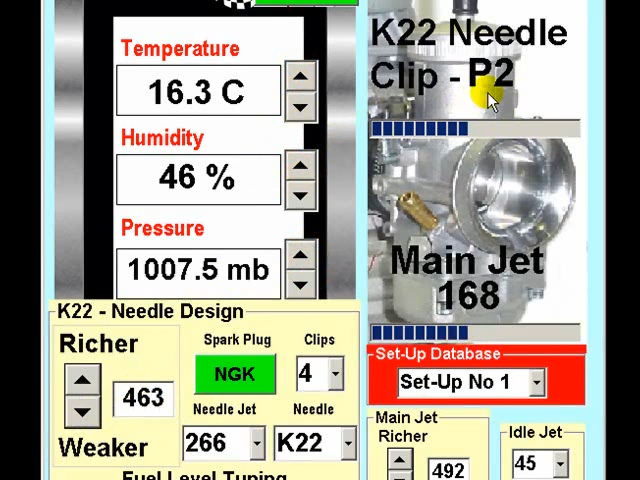 Temperature
16.3 C
Humidity
46 %
Pressure
1007.5 mb
K22 Needle
Clip - P2
Main Jet
168
K22 - Needle Design
Richer
463
Weaker
Spark Plug
NGK
Clips
4
Needle Jet
266
Needle
K22
Fuel Level Tuning
Set-Up Database
Set-Up No 1
Main Jet
Richer
492
Idle Jet
45